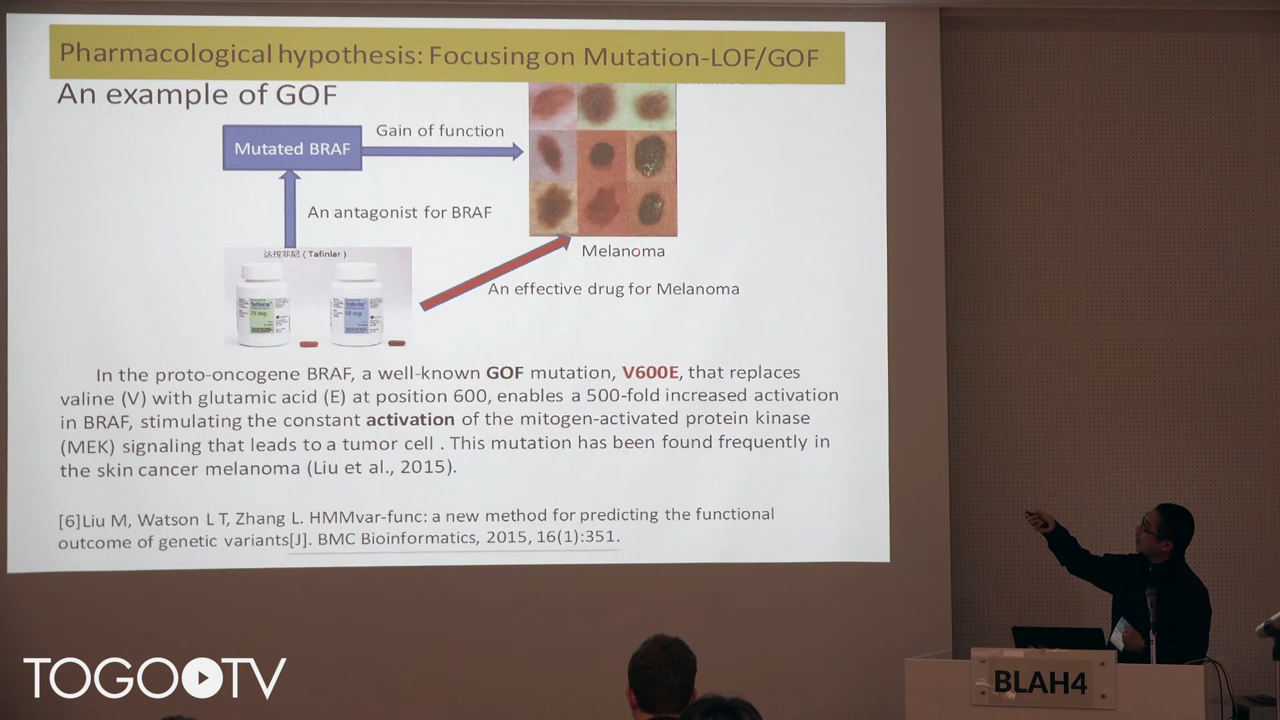 Pharmacological hypothesis: Focusing on Mutation-LOF/GOF
An example of GOF
Gain of function
Mutated BRAF
An antagonist for BRAF
达拉非尼 ( Tafinlar )
Melanoma
An effective drug for Melanoma
Tafinlar
Tafinlar
50 mg
In the proto-oncogene BRAF, a well-known GOF mutation, V600E, that replaces
valine (V) with glutamic acid (E) at position 600, enables a 500-fold increased activation
in BRAF, stimulating the constant activation of the mitogen-activated protein kinase
(MEK) signaling that leads to a tumor cell . This mutation has been found frequently in
the skin cancer melanoma (Liu et al., 2015).
[6]Liu M, Watson L T, Zhang L. HMMvar-func: a new method for predicting the functional
outcome of genetic variants[J]. BMC Bioinformatics, 2015, 16(1):351.
TOGOTV
BLAH4